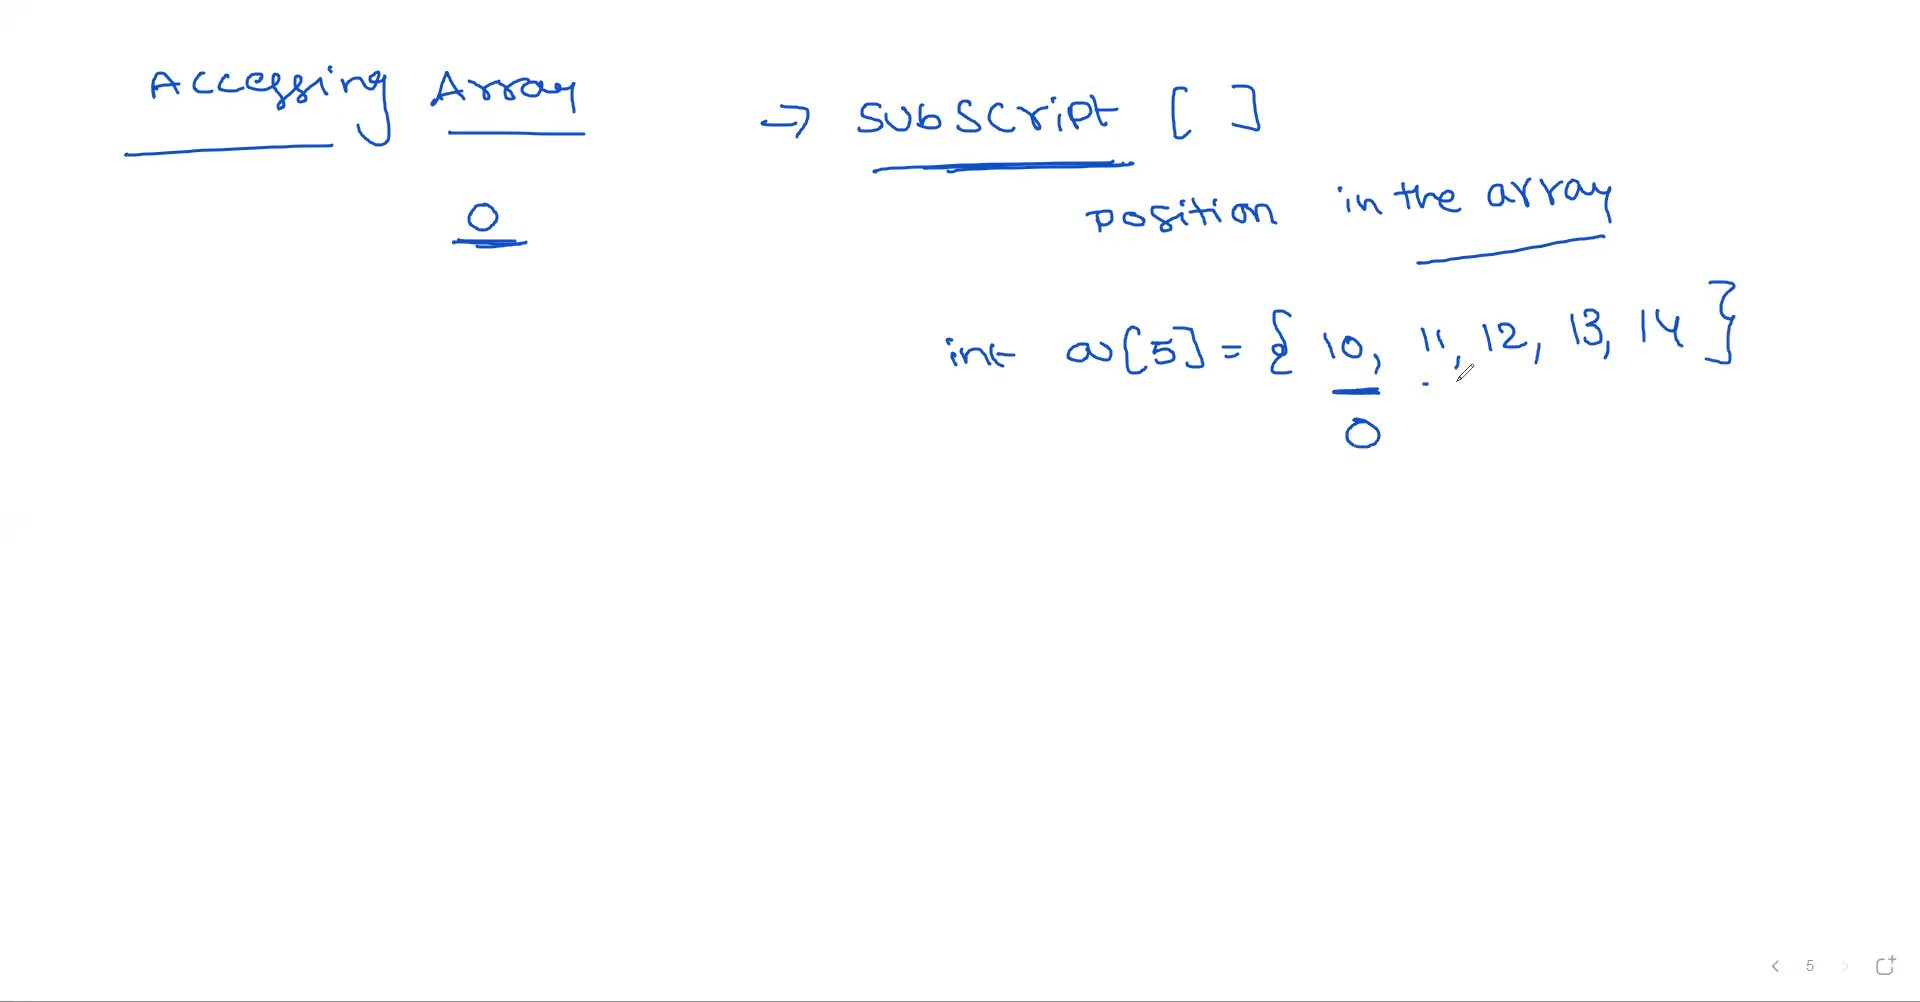 Accessing Array → Subscript [ ]
0
position in the array
int a[5] = { 10, 11, 12, 13, 14 }
0
< 5 >